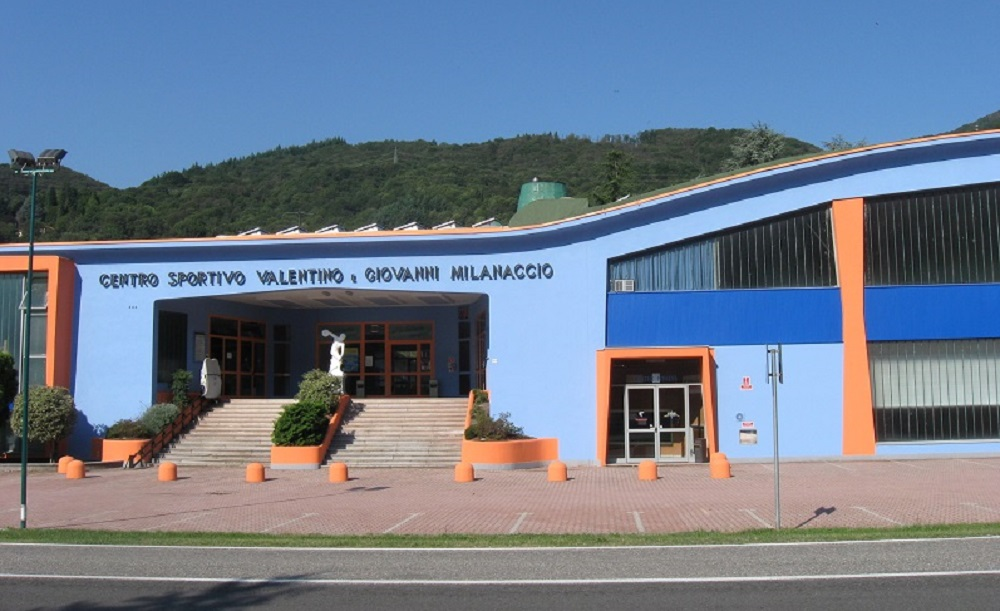 CENTRO SPORTIVO VALENTINO e GIOVANNI MILANACCIO